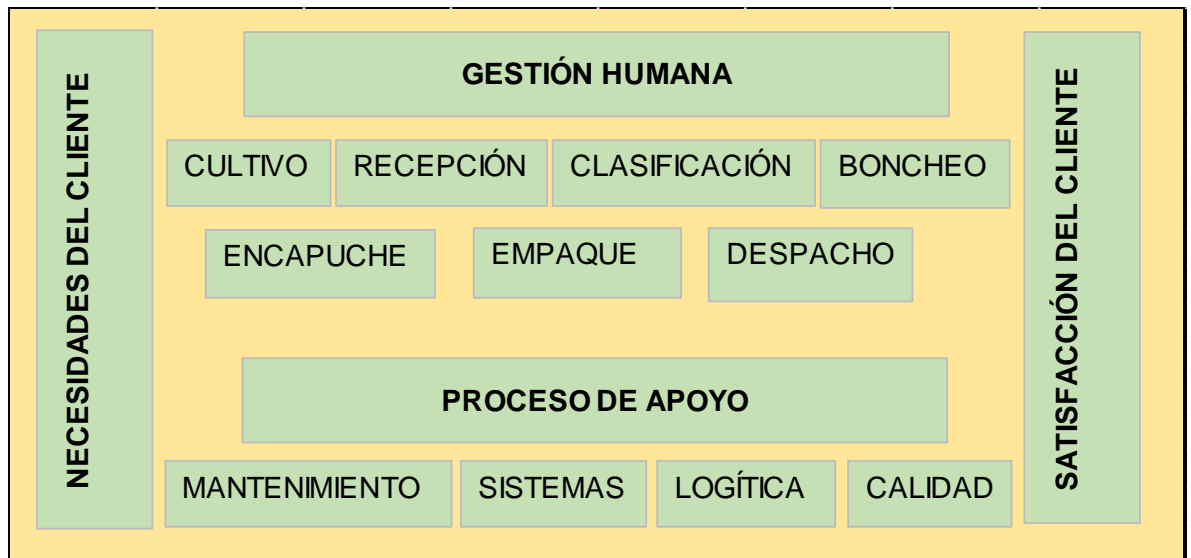 NECESIDADES DEL CLIENTE
GESTIÓN HUMANA
CULTIVO
RECEPCIÓN
CLASIFICACIÓN
BONCHEO
ENCAPUCHE
EMPAQUE
DESPACHO
PROCESO DE APOYO
MANTENIMIENTO
SISTEMAS
LOGÍTICA
CALIDAD
SATISFACCIÓN DEL CLIENTE